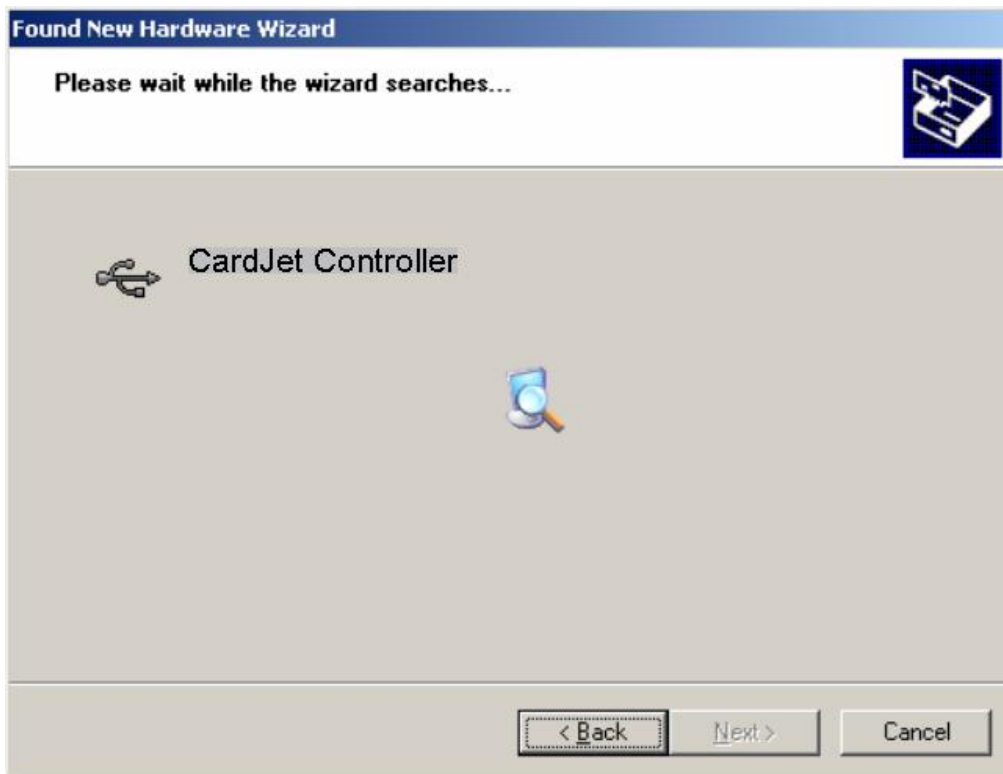 Found New Hardware Wizard
Please wait while the wizard searches...
CardJet Controller
< Back
Next >
Cancel